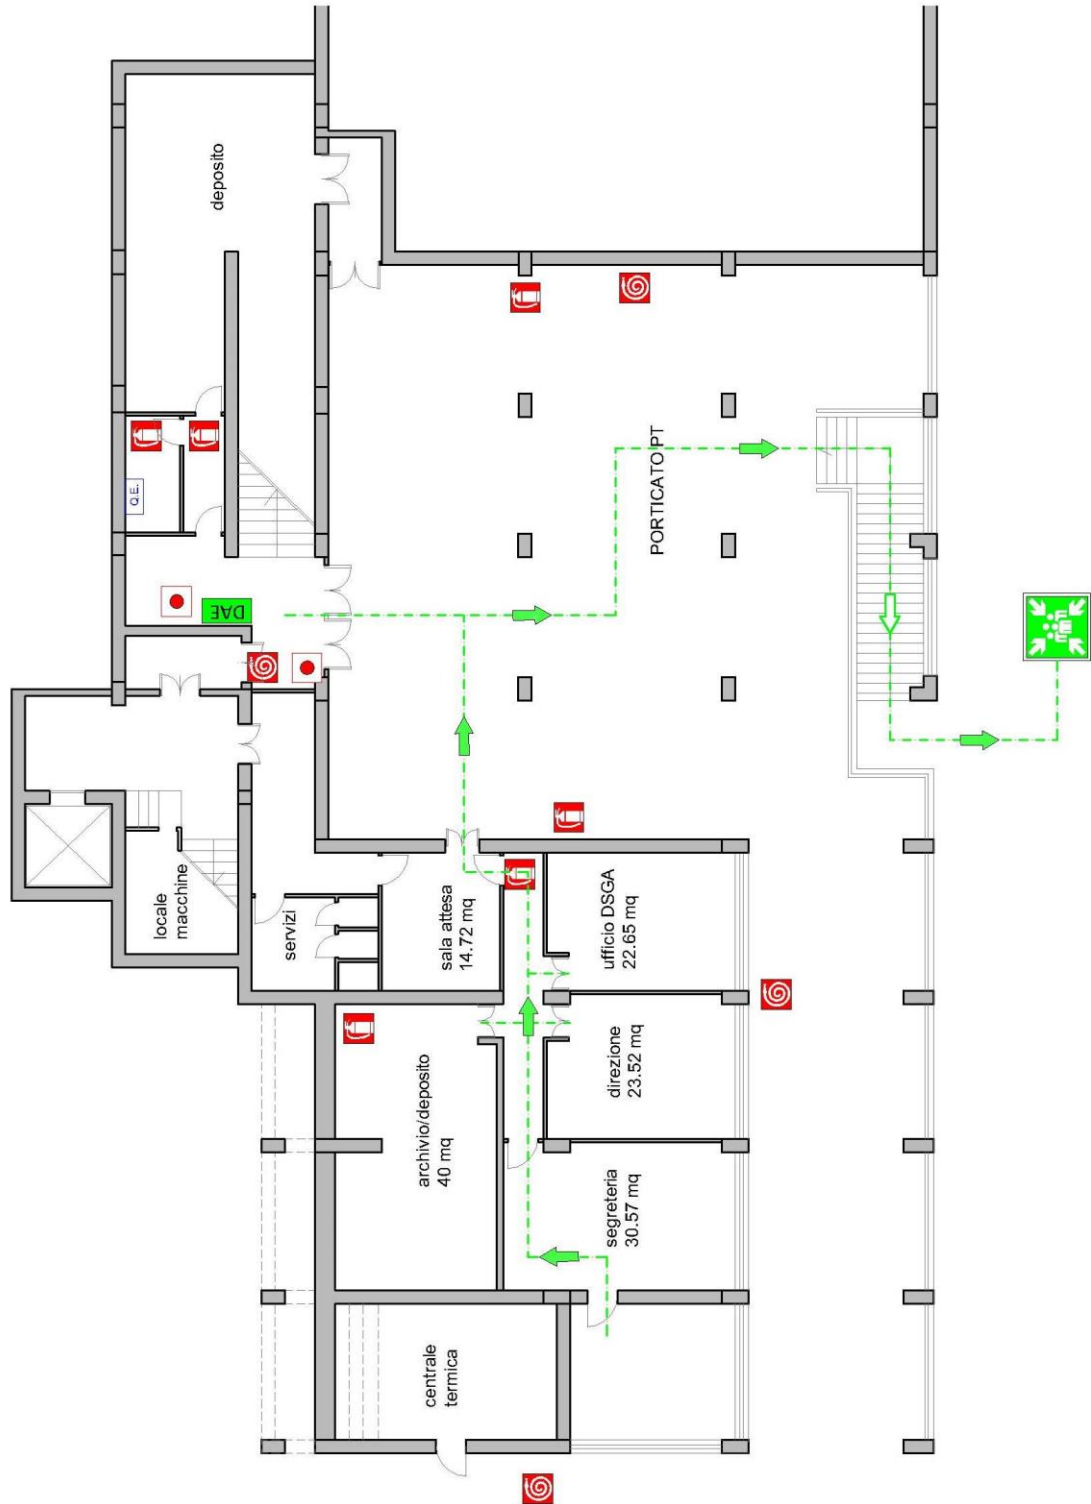 deposito
Q.E.
DAE
PORTICATO PT
locale
macchine
servizi
sala attesa
14.72 mq
ufficio DSGA
22.65 mq
direzione
23.52 mq
archivio/deposito
40 mq
segreteria
30.57 mq
centrale
termica